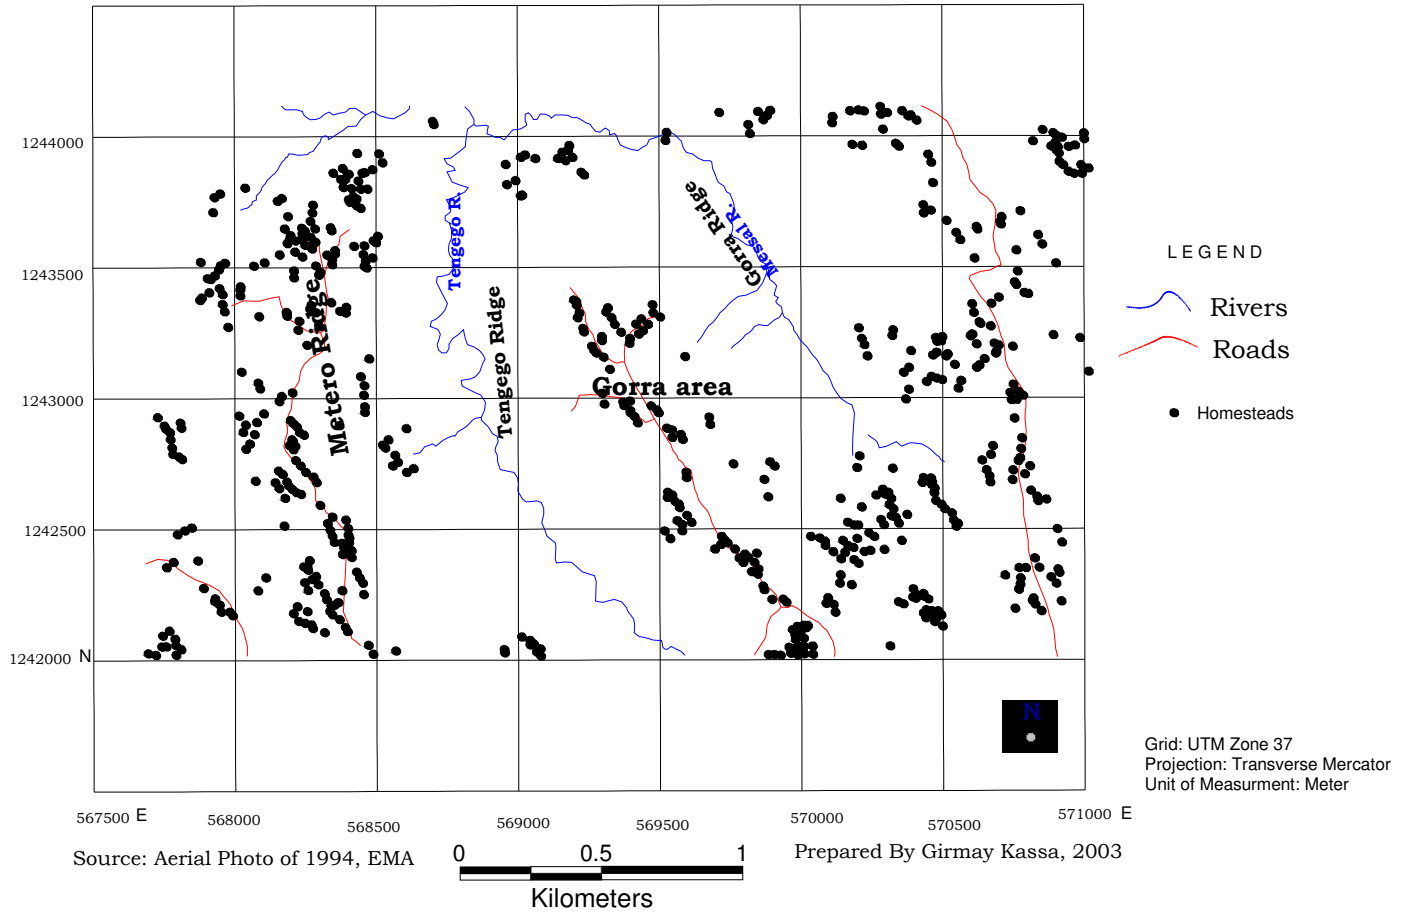 1244000
1243500
1243000
1242500
1242000 N
Tengego R.
Gorra Ridge
Messal R.
Metero Ridge
Tengego Ridge
Gorra area
LEGEND
Rivers
Roads
Homesteads
N
Grid: UTM Zone 37
Projection: Transverse Mercator
Unit of Measurment: Meter
567500 E
568000
568500
569000
569500
570000
570500
571000 E
Source: Aerial Photo of 1994, EMA
0 0.5 1
Kilometers
Prepared By Girmay Kassa, 2003